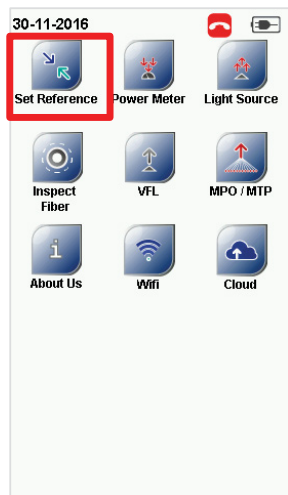 30-11-2016
Set Reference Power Meter Light Source
Inspect VFL MPO / MTP
Fiber
i
About Us Wifi Cloud